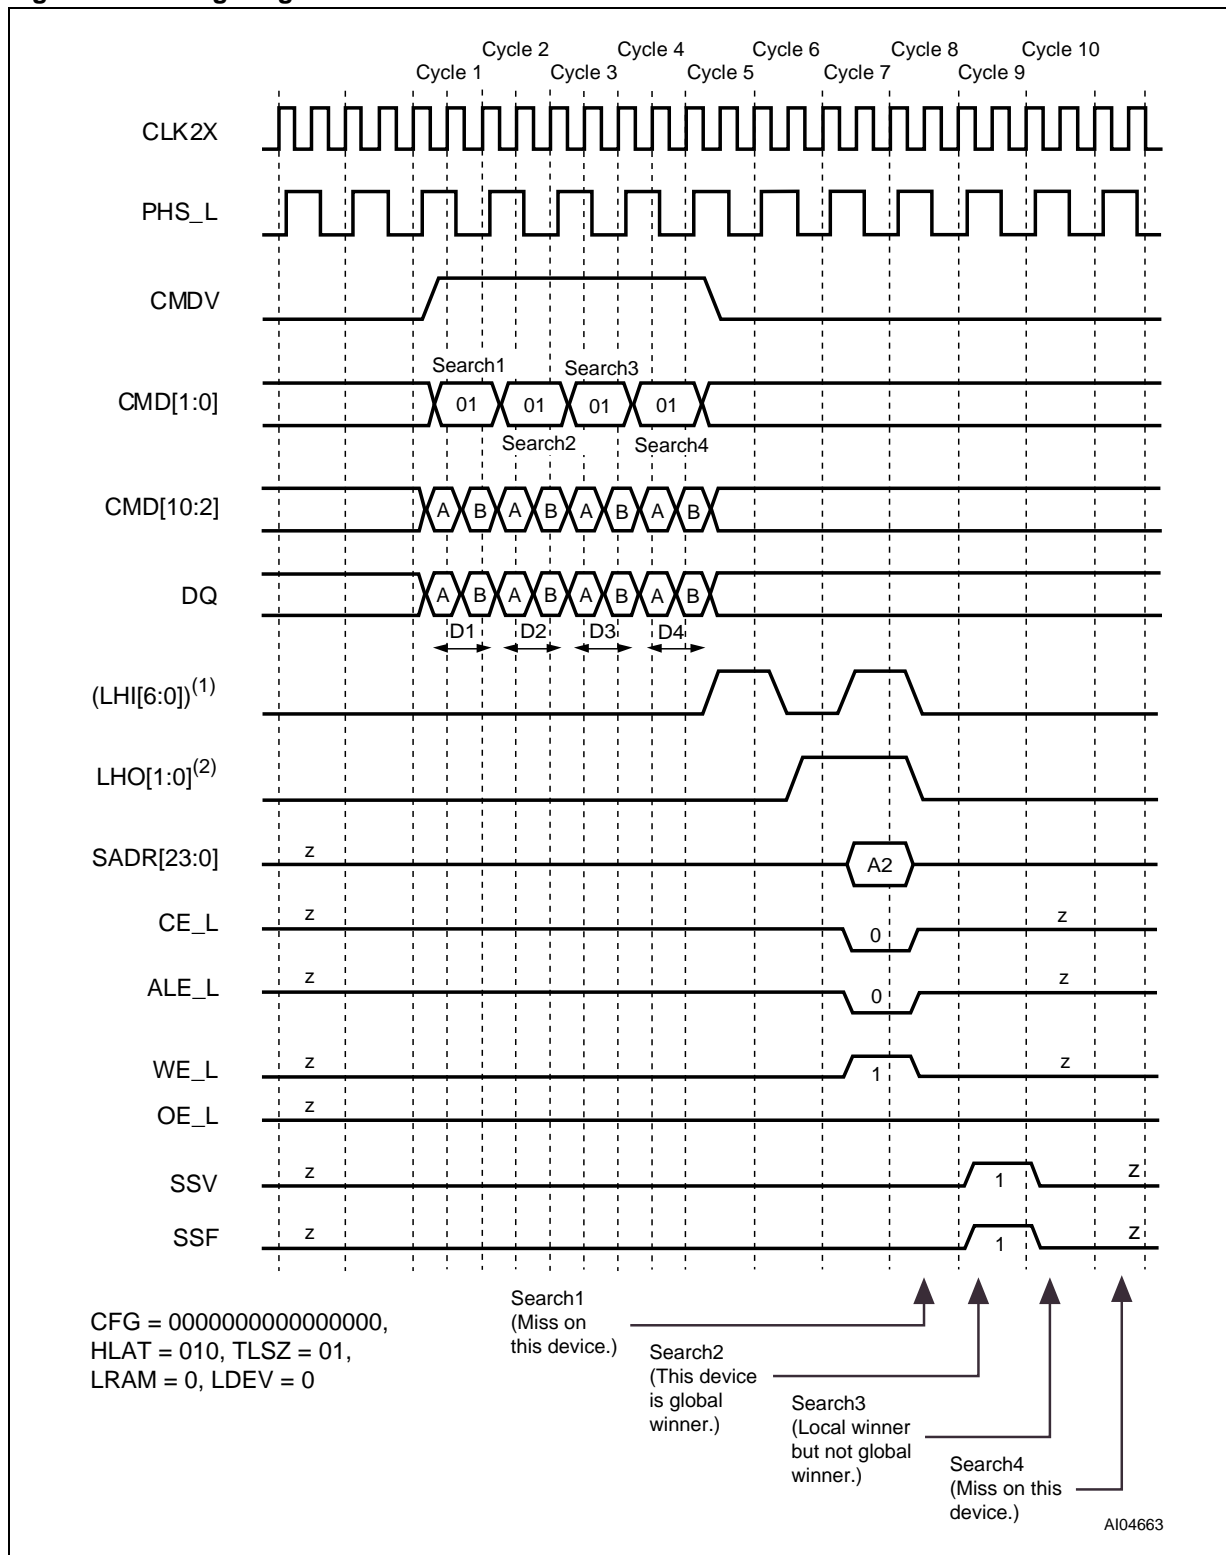 Cycle 2 Cycle 4 Cycle 6 Cycle 8 Cycle 10
Cycle 1 Cycle 3 Cycle 5 Cycle 7 Cycle 9
CLK2X
PHS_L
CMDV
Search1 Search3
CMD[1:0] 01 01 01 01
Search2 Search4
CMD[10:2] A B A B A B A B
DQ A B A B A B A B
D1 D2 D3 D4
(LHI[6:0])(1)
LHO[1:0](2)
SADR[23:0] z A2
CE_L z 0 z
ALE_L z 0 z
WE_L z 1 z
OE_L z
SSV z 1 z
SSF z 1 z
CFG = 0000000000000000,
HLAT = 010, TLSZ = 01,
LRAM = 0, LDEV = 0
Search1
(Miss on
this device.)
Search2
(This device
is global
winner.)
Search3
(Local winner
but not global
winner.)
Search4
(Miss on this
device.)
AI04663